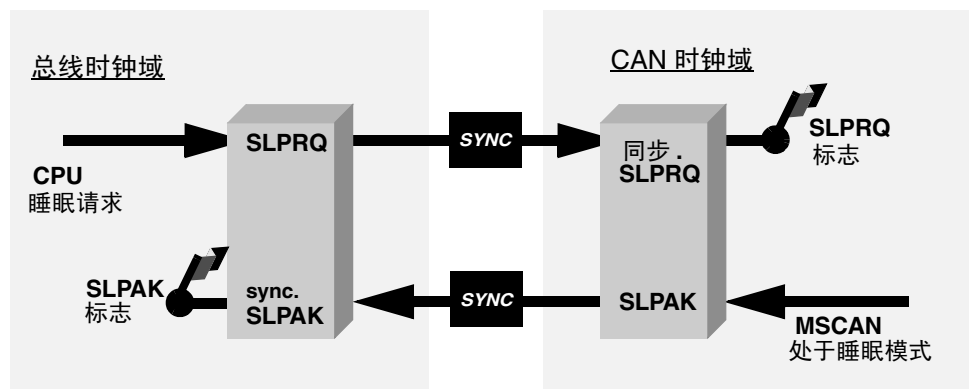 总线时钟域
CAN 时钟域
SLPRQ
SYNC
同步 .
SLPRQ
SLPRQ
标志
CPU
睡眠请求
SLPAK
标志
sync.
SLPAK
SYNC
SLPAK
MSCAN
处于睡眠模式